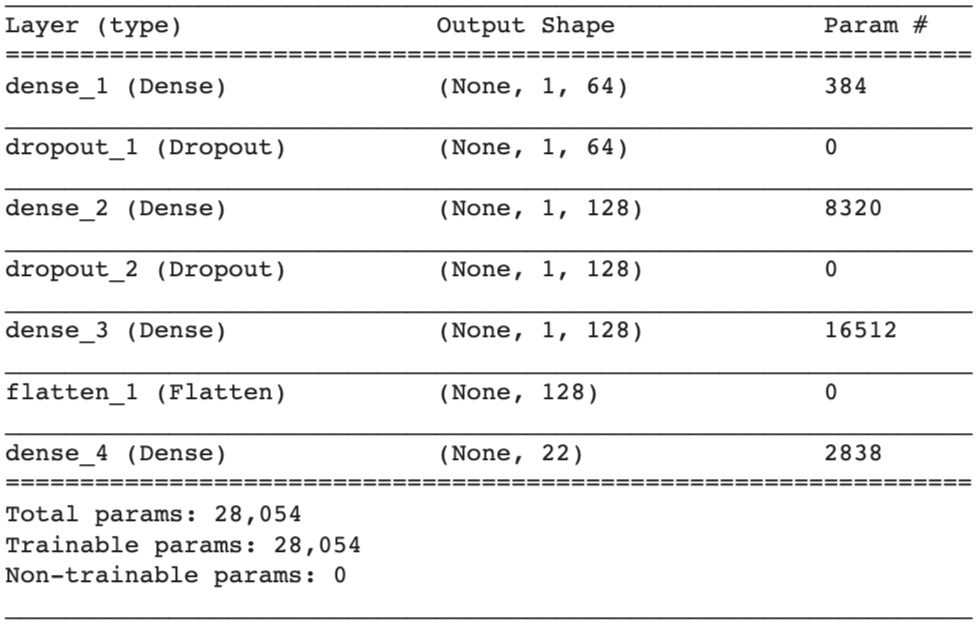 Layer (type) Output Shape Param #
dense_1 (Dense) (None, 1, 64) 384
dropout_1 (Dropout) (None, 1, 64) 0
dense_2 (Dense) (None, 1, 128) 8320
dropout_2 (Dropout) (None, 1, 128) 0
dense_3 (Dense) (None, 1, 128) 16512
flatten_1 (Flatten) (None, 128) 0
dense_4 (Dense) (None, 22) 2838
Total params: 28,054
Trainable params: 28,054
Non-trainable params: 0